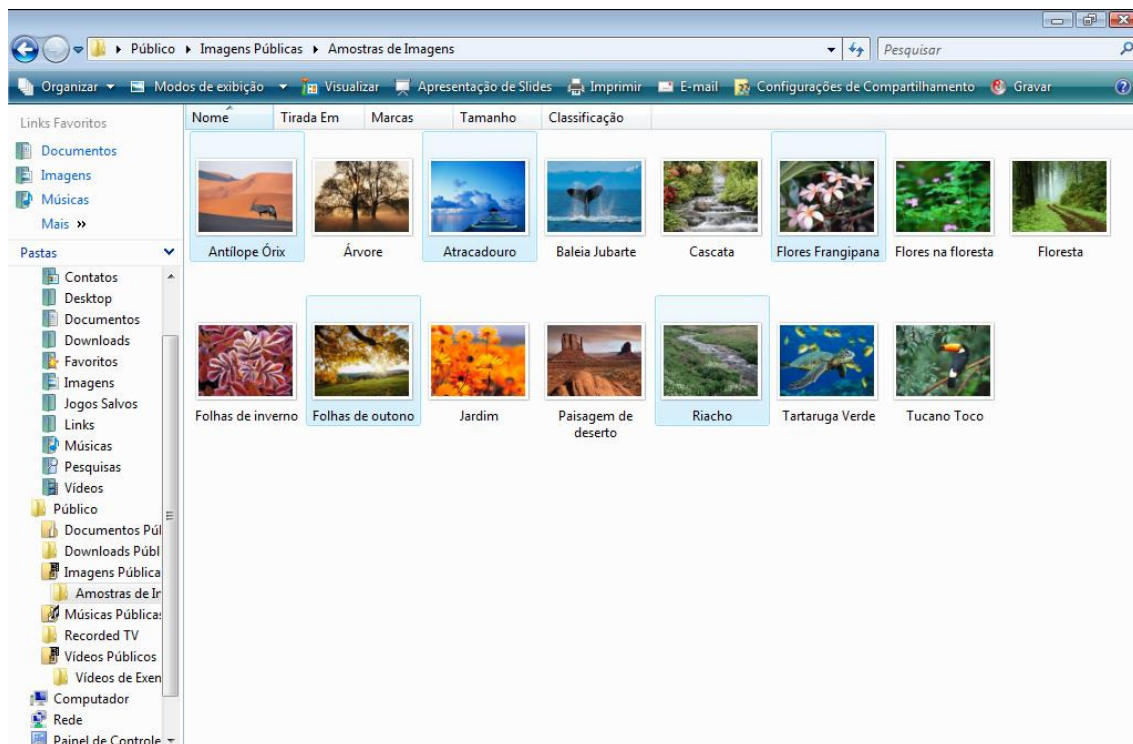 Público ▸ Imagens Públicas ▸ Amostras de Imagens
Pesquisar
Organizar Modos de exibição Visualizar Apresentação de Slides Imprimir E-mail Configurações de Compartilhamento Gravar
Links Favoritos
Documentos
Imagens
Músicas
Mais »
Pastas
Contatos
Desktop
Documentos
Downloads
Favoritos
Imagens
Jogos Salvos
Links
Músicas
Pesquisas
Vídeos
Público
Documentos Púl
Downloads Públ
Imagens Pública
Amostras de Ir
Músicas Públicas
Recorded TV
Vídeos Públicos
Vídeos de Exen
Computador
Rede
Painel de Controle
Nome Tirada Em Marcas Tamanho Classificação
Antílope Órix Árvore Atracadouro Baleia Jubarte Cascata Flores Frangipana Flores na floresta Floresta
Folhas de inverno Folhas de outono Jardim Paisagem de deserto Riacho Tartaruga Verde Tucano Toco